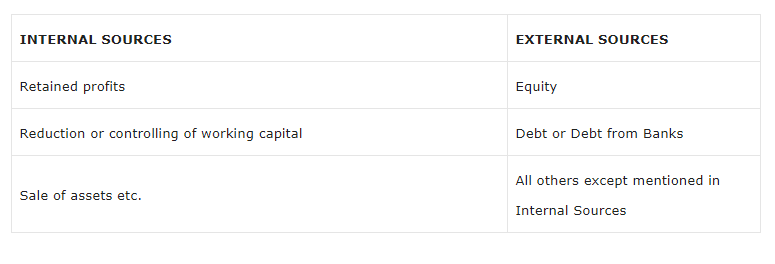 INTERNAL SOURCES
EXTERNAL SOURCES
Retained profits
Equity
Reduction or controlling of working capital
Debt or Debt from Banks
Sale of assets etc.
All others except mentioned in
Internal Sources